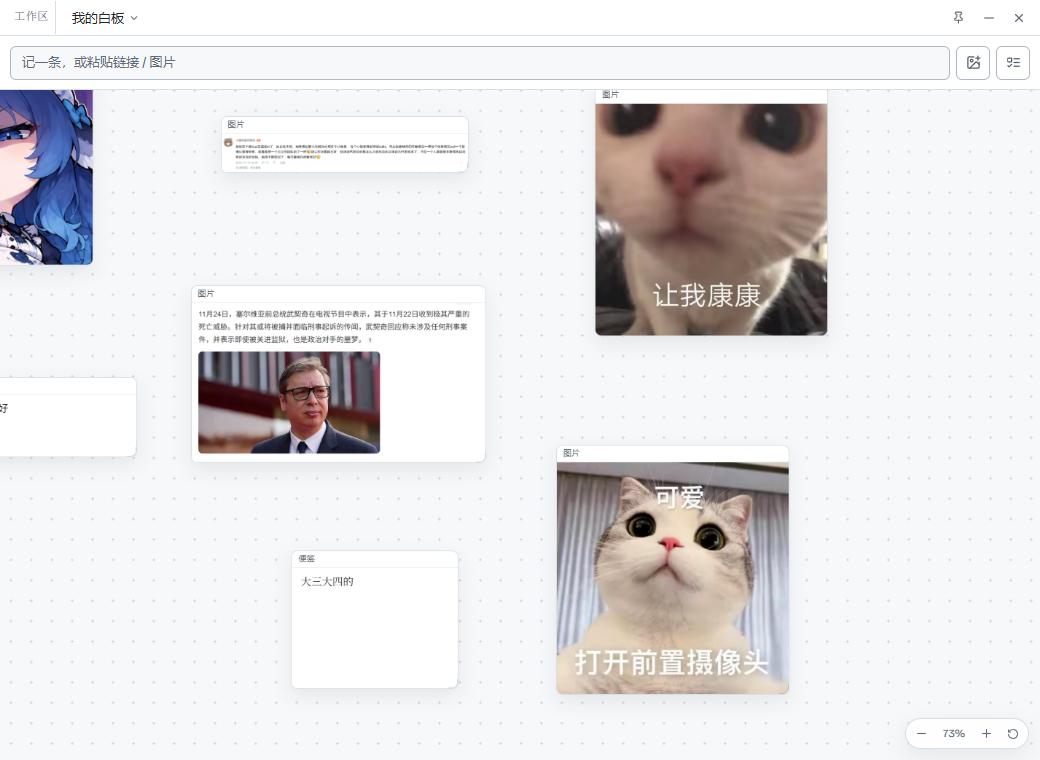 工作区
我的白板
记一条，或粘贴链接 / 图片
图片
图片
让我康康
图片
11月24日，塞尔维亚前总统武契奇在电视节目中表示，其于11月22日收到极其严重的
死亡威胁。针对其或将被捕并面临刑事起诉的传闻，武契奇回应称未涉及任何刑事案
件，并表示即使被关进监狱，也是政治对手的噩梦。
好
图片
可爱
打开前置摄像头
便签
大三大四的
73%